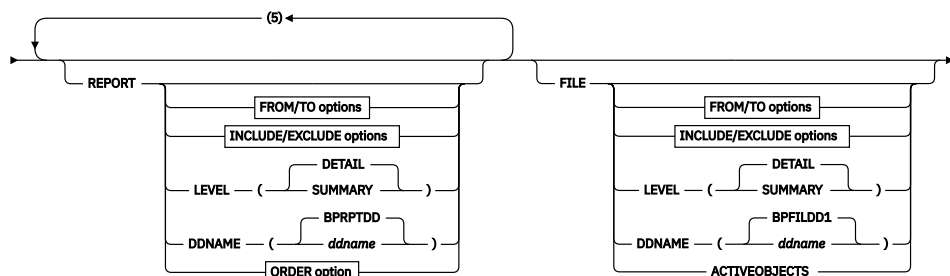 (5)
REPORT
FROM/TO options
INCLUDE/EXCLUDE options
DETAIL
LEVEL ( SUMMARY )
BPRPTDD
DDNAME ( ddname )
ORDER option
FILE
FROM/TO options
INCLUDE/EXCLUDE options
DETAIL
LEVEL ( SUMMARY )
BPFILDD1
DDNAME ( ddname )
ACTIVEOBJECTS